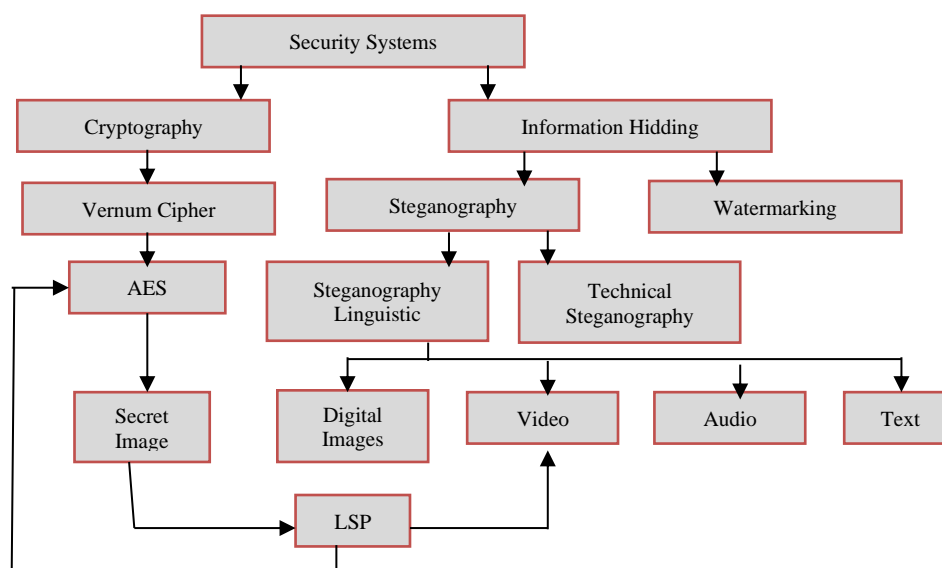 Security Systems
Cryptography
Information Hidding
Vernum Cipher
Steganography
Watermarking
AES
Steganography
Linguistic
Technical
Steganography
Secret
Image
Digital
Images
Video
Audio
Text
LSP